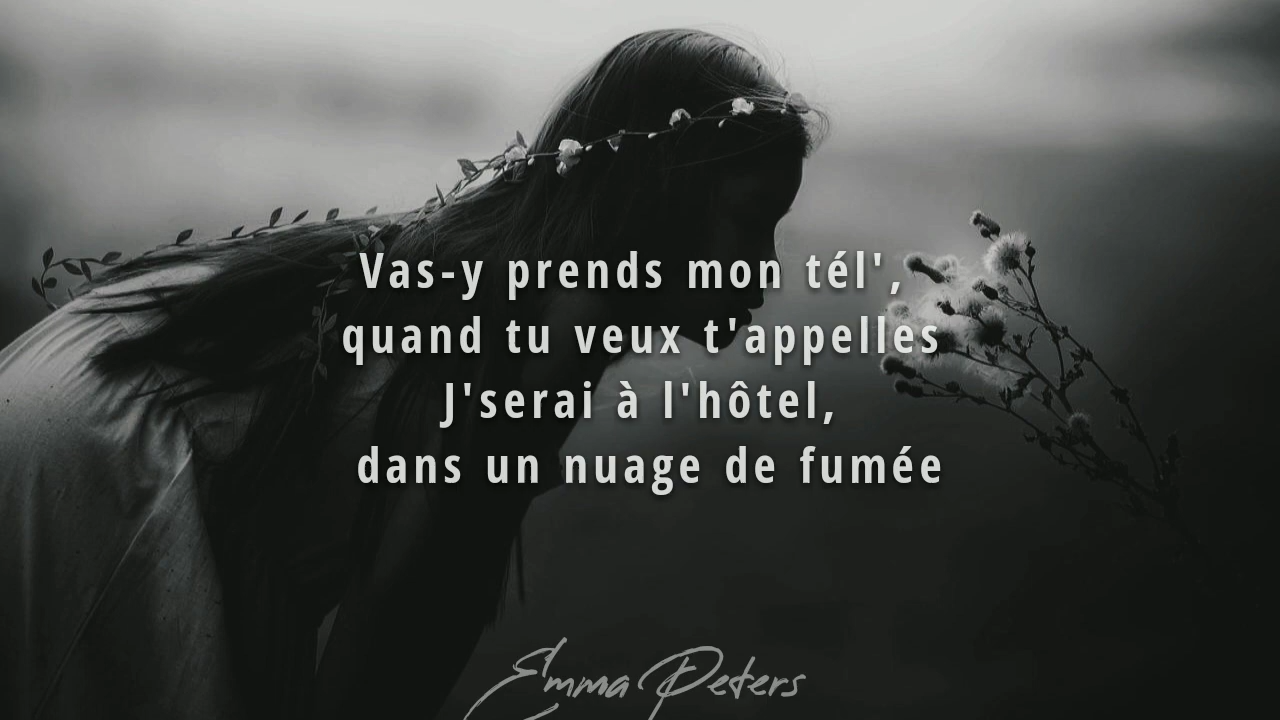 Vas-y prends mon tél',
quand tu veux t'appelles
J'serai à l'hôtel,
dans un nuage de fumée
Emma Peters